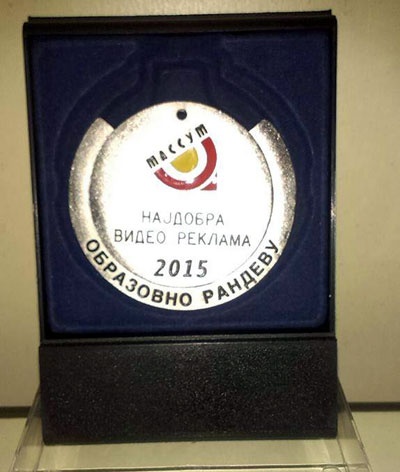 МАССУМ
НАЈДОБРА
ВИДЕО РЕКЛАМА
2015
ОБРАЗОВНО РАНДЕВУ